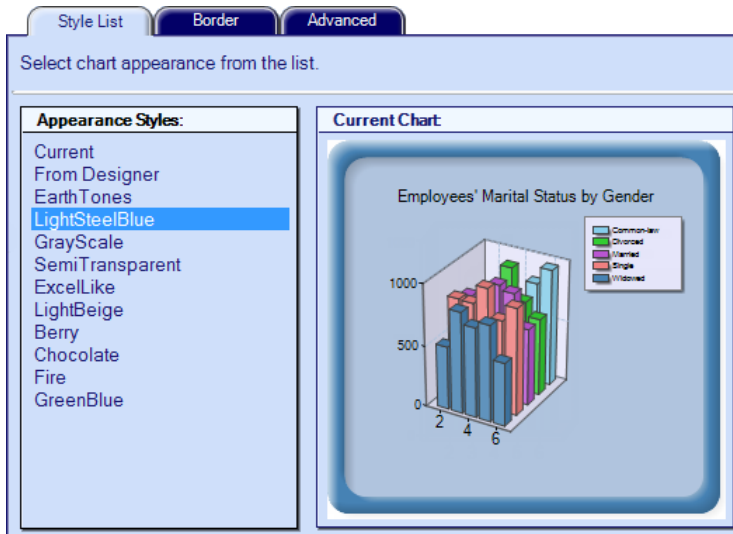 Style List
Border
Advanced
Select chart appearance from the list.
Appearance Styles:
Current
From Designer
EarthTones
LightSteelBlue
GrayScale
SemiTransparent
ExcelLike
LightBeige
Berry
Chocolate
Fire
GreenBlue
Current Chart:
Employees' Marital Status by Gender
Common-law
Divorced
Married
Single
Widowed
1000
500
0
2
4
6